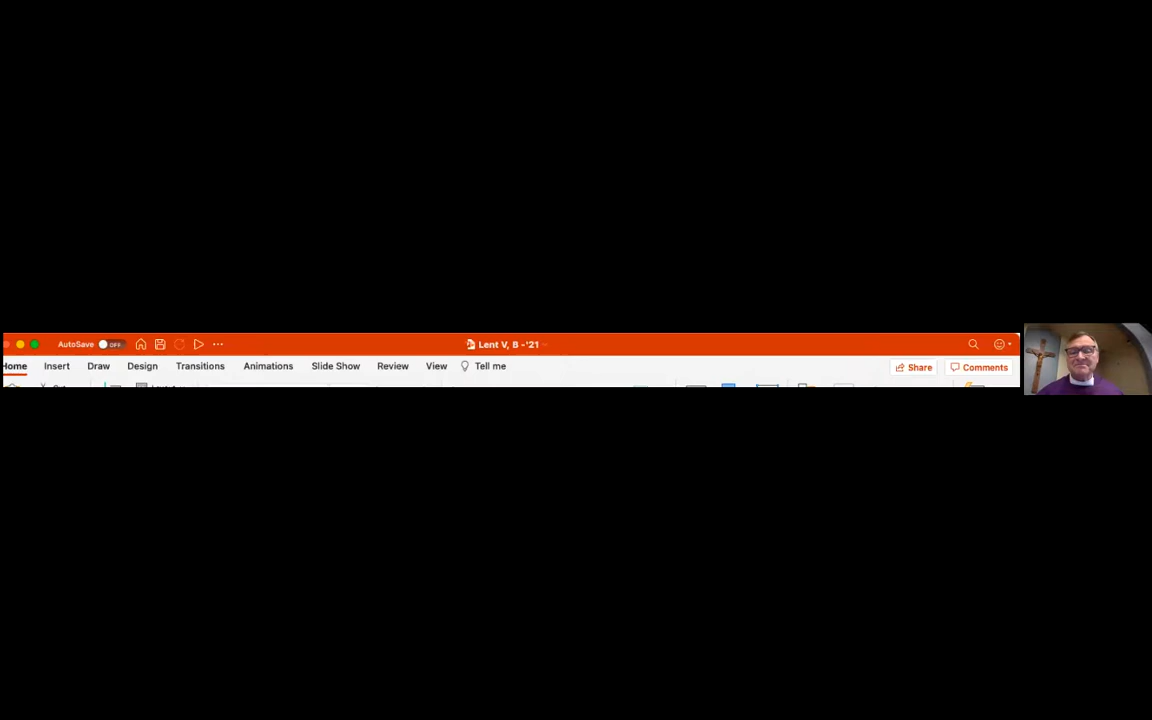 AutoSave OFF Lent V, B -'21
Home Insert Draw Design Transitions Animations Slide Show Review View Tell me Share Comments